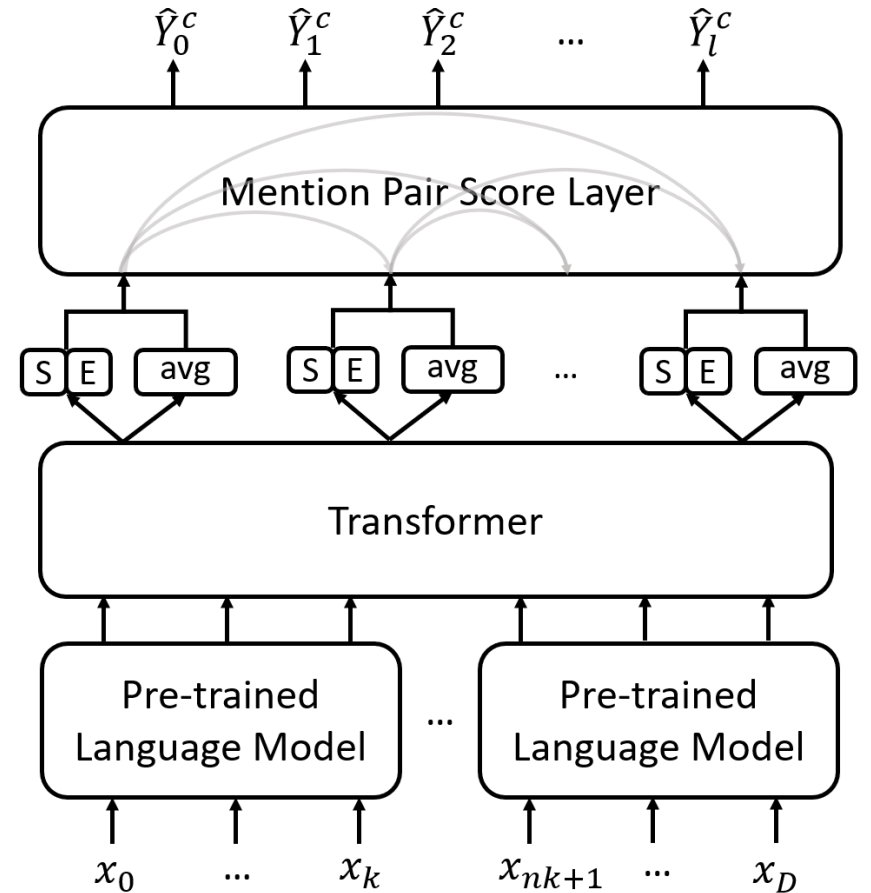 Ŷ₀ᶜ Ŷ₁ᶜ Ŷ₂ᶜ ... Ŷₗᶜ
Mention Pair Score Layer
S E avg S E avg ... S E avg
Transformer
Pre-trained Language Model ... Pre-trained Language Model
x₀ ... xₖ xₙₖ₊₁ ... x_D